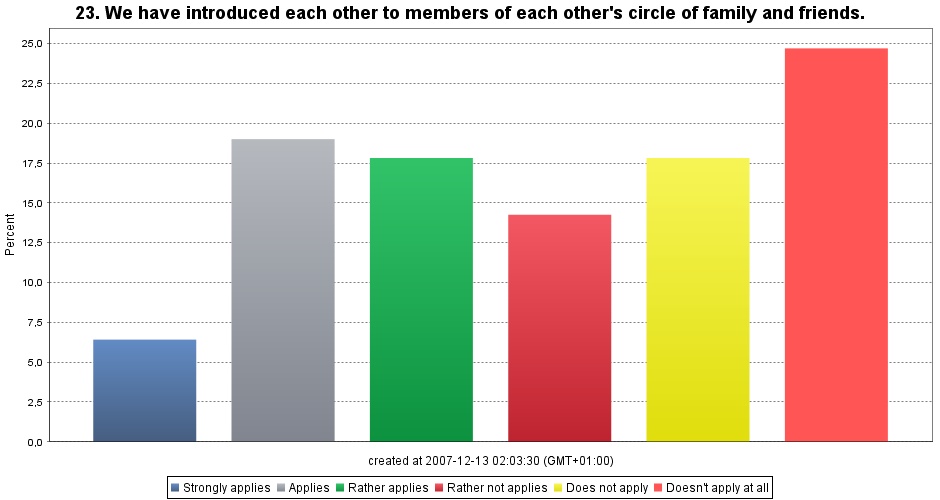 23. We have introduced each other to members of each other's circle of family and friends.
25,0
22,5
20,0
17,5
15,0
12,5
10,0
7,5
5,0
2,5
0,0
Percent
created at 2007-12-13 02:03:30 (GMT+01:00)
Strongly applies Applies Rather applies Rather not applies Does not apply Doesn't apply at all